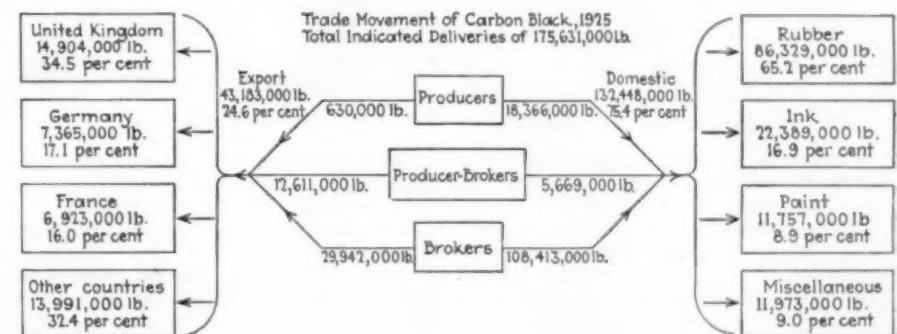 Trade Movement of Carbon Black, 1925
Total Indicated Deliveries of 175,631,000 lb.
United Kingdom
14,904,000 lb.
34.5 per cent
Germany
7,365,000 lb.
17.1 per cent
France
6,923,000 lb.
16.0 per cent
Other countries
13,991,000 lb.
32.4 per cent
Export
43,183,000 lb.
24.6 per cent
630,000 lb.
Producers
18,366,000 lb.
12,611,000 lb.
Producer-Brokers
5,669,000 lb.
29,942,000 lb.
Brokers
108,413,000 lb.
Domestic
132,448,000 lb.
75.4 per cent
Rubber
86,329,000 lb.
65.2 per cent
Ink
22,389,000 lb.
16.9 per cent
Paint
11,757,000 lb
8.9 per cent
Miscellaneous
11,973,000 lb.
9.0 per cent